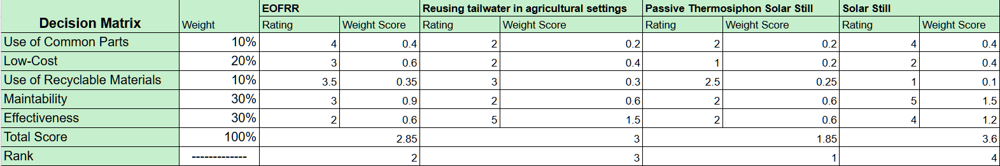 EOFRR Reusing tailwater in agricultural settings Passive Thermosiphon Solar Still Solar Still
Decision Matrix Weight Rating Weight Score Rating Weight Score Rating Weight Score Rating Weight Score
Use of Common Parts 10% 4 0.4 2 0.2 2 0.2 4 0.4
Low-Cost 20% 3 0.6 2 0.4 1 0.2 2 0.4
Use of Recyclable Materials 10% 3.5 0.35 3 0.3 2.5 0.25 1 0.1
Maintability 30% 3 0.9 2 0.6 2 0.6 5 1.5
Effectiveness 30% 2 0.6 5 1.5 2 0.6 4 1.2
Total Score 100% 2.85 3 1.85 3.6
Rank ------------- 2 3 1 4